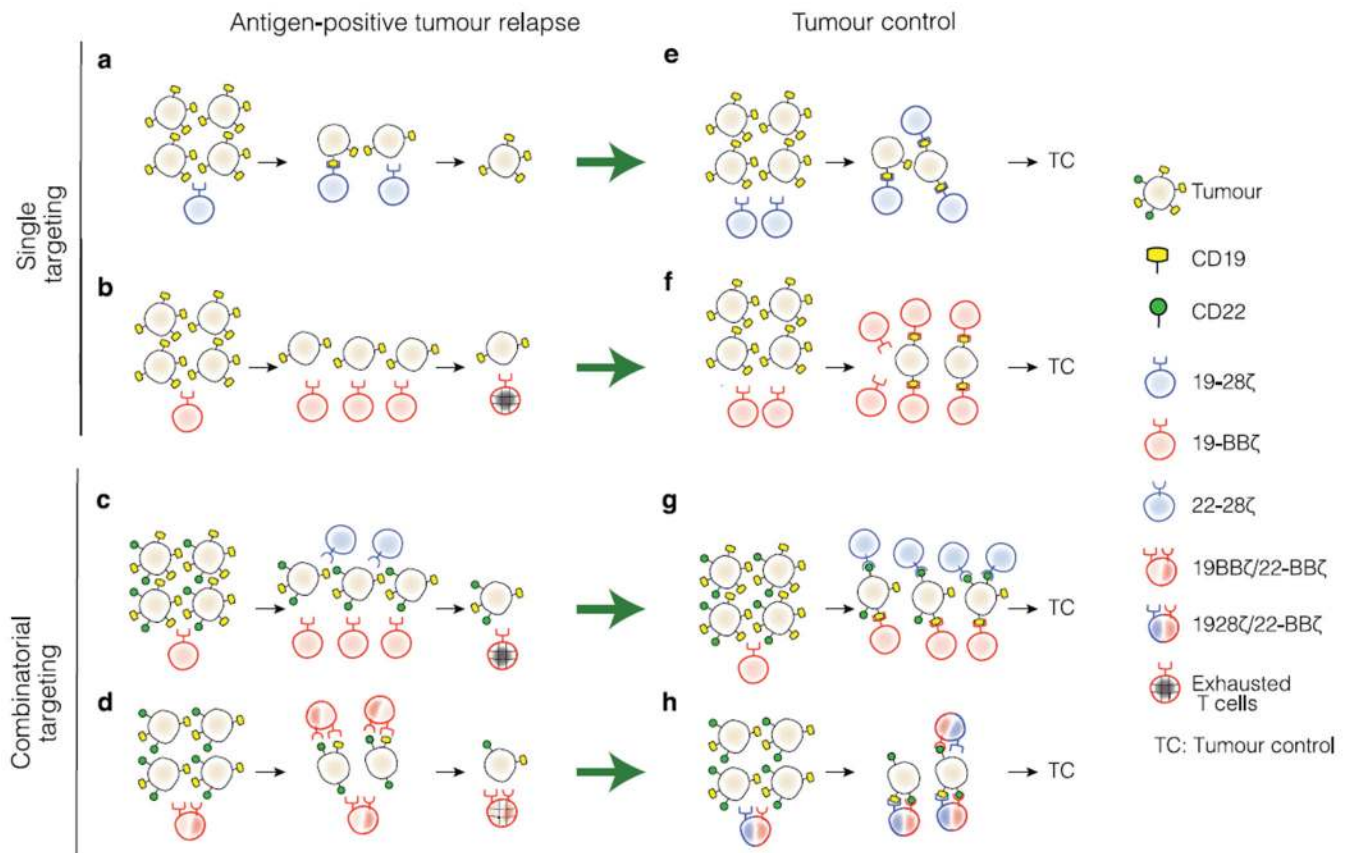 Antigen-positive tumour relapse
Tumour control
Single
targeting
a
e
TC
b
f
TC
Combinatorial
targeting
c
g
TC
d
h
TC
Tumour
CD19
CD22
19-28ζ
19-BBζ
22-28ζ
19BBζ/22-BBζ
1928ζ/22-BBζ
Exhausted
T cells
TC: Tumour control